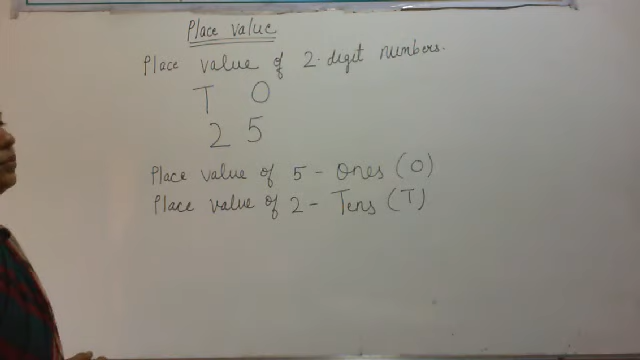 Place value
Place value of 2-digit numbers.
T O
2 5
Place value of 5 - Ones (O)
Place value of 2 - Tens (T)